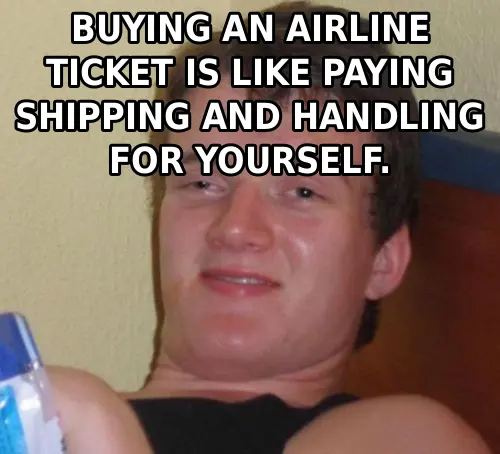 BUYING AN AIRLINE
TICKET IS LIKE PAYING
SHIPPING AND HANDLING
FOR YOURSELF.